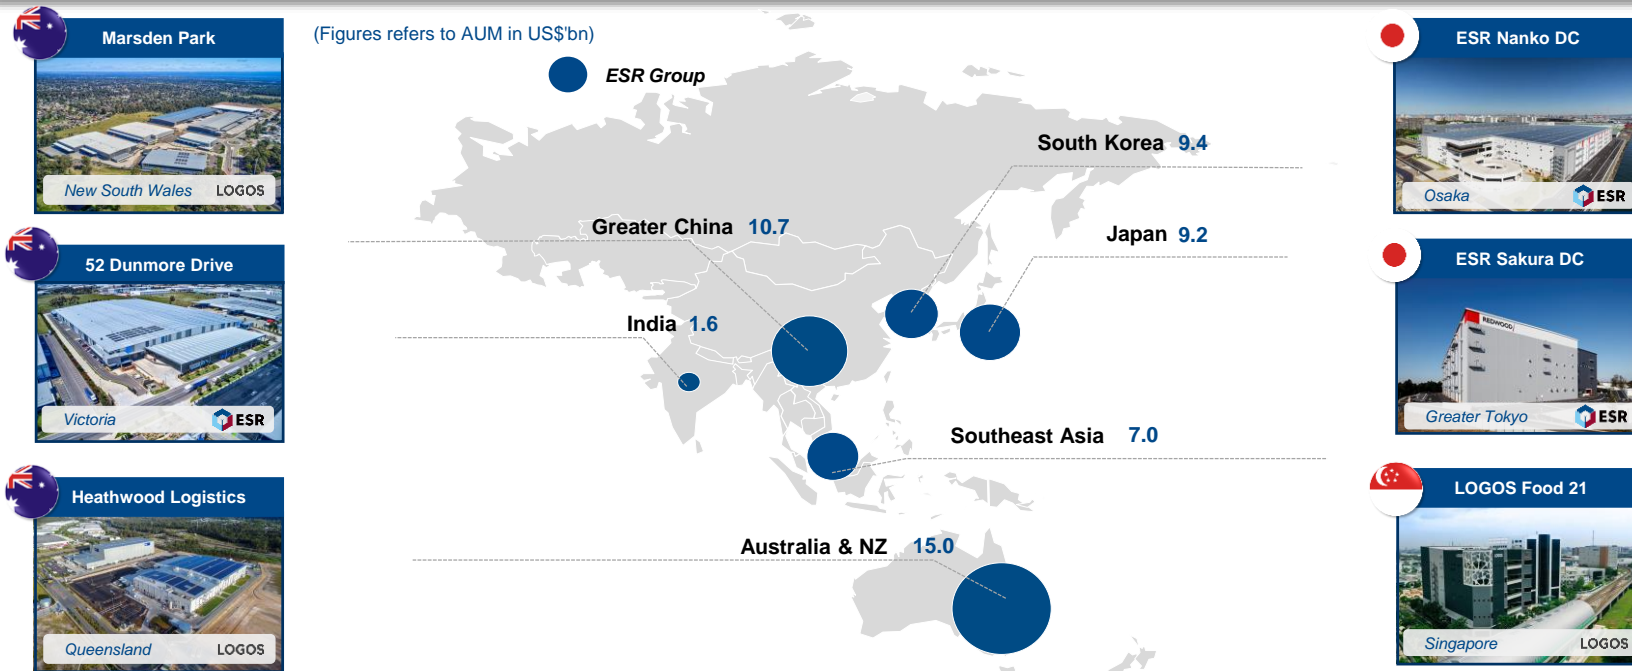 Marsden Park
New South Wales LOGOS
52 Dunmore Drive
Victoria ESR
Heathwood Logistics
Queensland LOGOS
(Figures refers to AUM in US$'bn)
ESR Group
South Korea 9.4
Greater China 10.7
Japan 9.2
India 1.6
Southeast Asia 7.0
Australia & NZ 15.0
ESR Nanko DC
Osaka ESR
ESR Sakura DC
REDWOOD
Greater Tokyo ESR
LOGOS Food 21
Singapore LOGOS